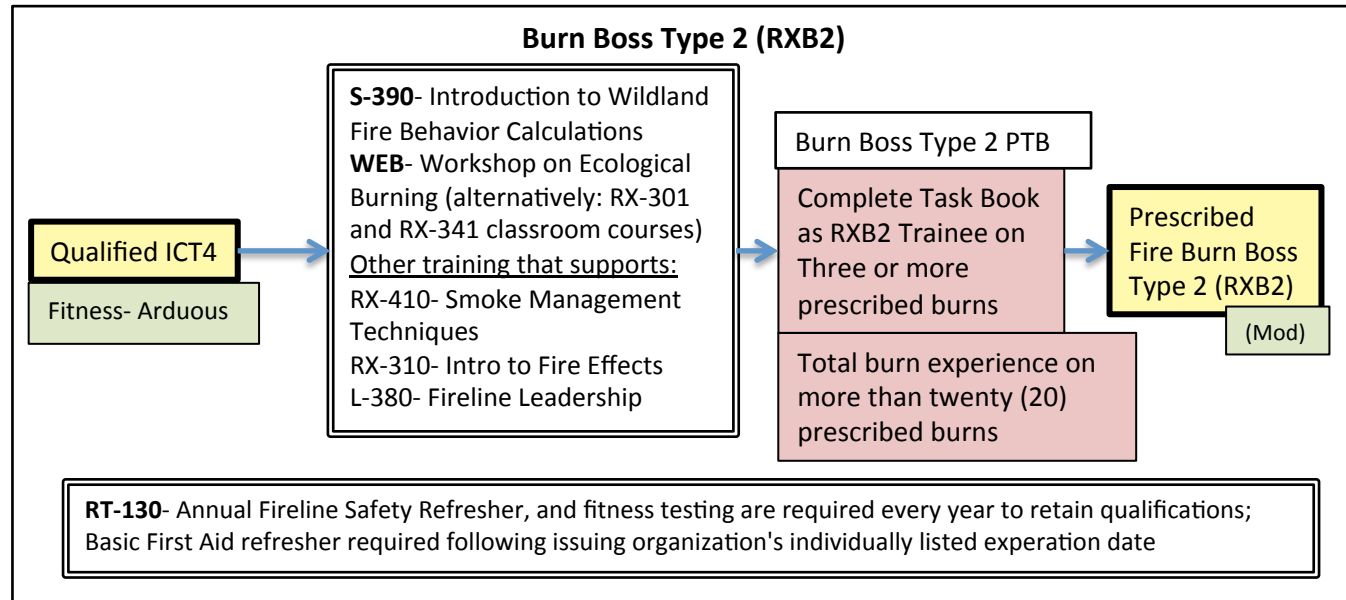 Burn Boss Type 2 (RXB2)
Qualified ICT4
Fitness- Arduous
S-390- Introduction to Wildland
Fire Behavior Calculations
WEB- Workshop on Ecological
Burning (alternatively: RX-301
and RX-341 classroom courses)
Other training that supports:
RX-410- Smoke Management
Techniques
RX-310- Intro to Fire Effects
L-380- Fireline Leadership
Burn Boss Type 2 PTB
Complete Task Book
as RXB2 Trainee on
Three or more
prescribed burns
Total burn experience on
more than twenty (20)
prescribed burns
Prescribed
Fire Burn Boss
Type 2 (RXB2)
(Mod)
RT-130- Annual Fireline Safety Refresher, and fitness testing are required every year to retain qualifications;
Basic First Aid refresher required following issuing organization's individually listed experation date